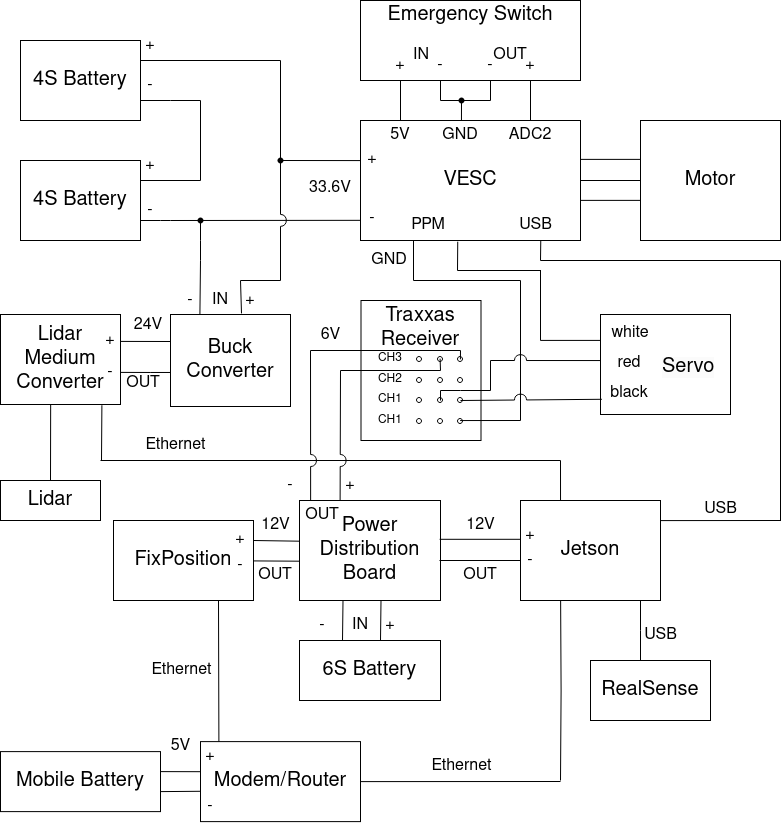 Emergency Switch
IN OUT
+ - - +
4S Battery
+
-
5V GND ADC2
4S Battery
+
-
33.6V
+
-
VESC
PPM USB
Motor
GND
- IN +
Lidar
Medium
Converter
+
-
24V
OUT
Buck
Converter
6V
Traxxas
Receiver
CH3
CH2
CH1
CH1
white
red
black
Servo
Ethernet
Lidar
- +
OUT
Power
Distribution
Board
12V
OUT
FixPosition
+
-
12V
OUT
+
-
Jetson
USB
- IN +
6S Battery
USB
RealSense
Ethernet
5V
Mobile Battery
+
-
Modem/Router
Ethernet